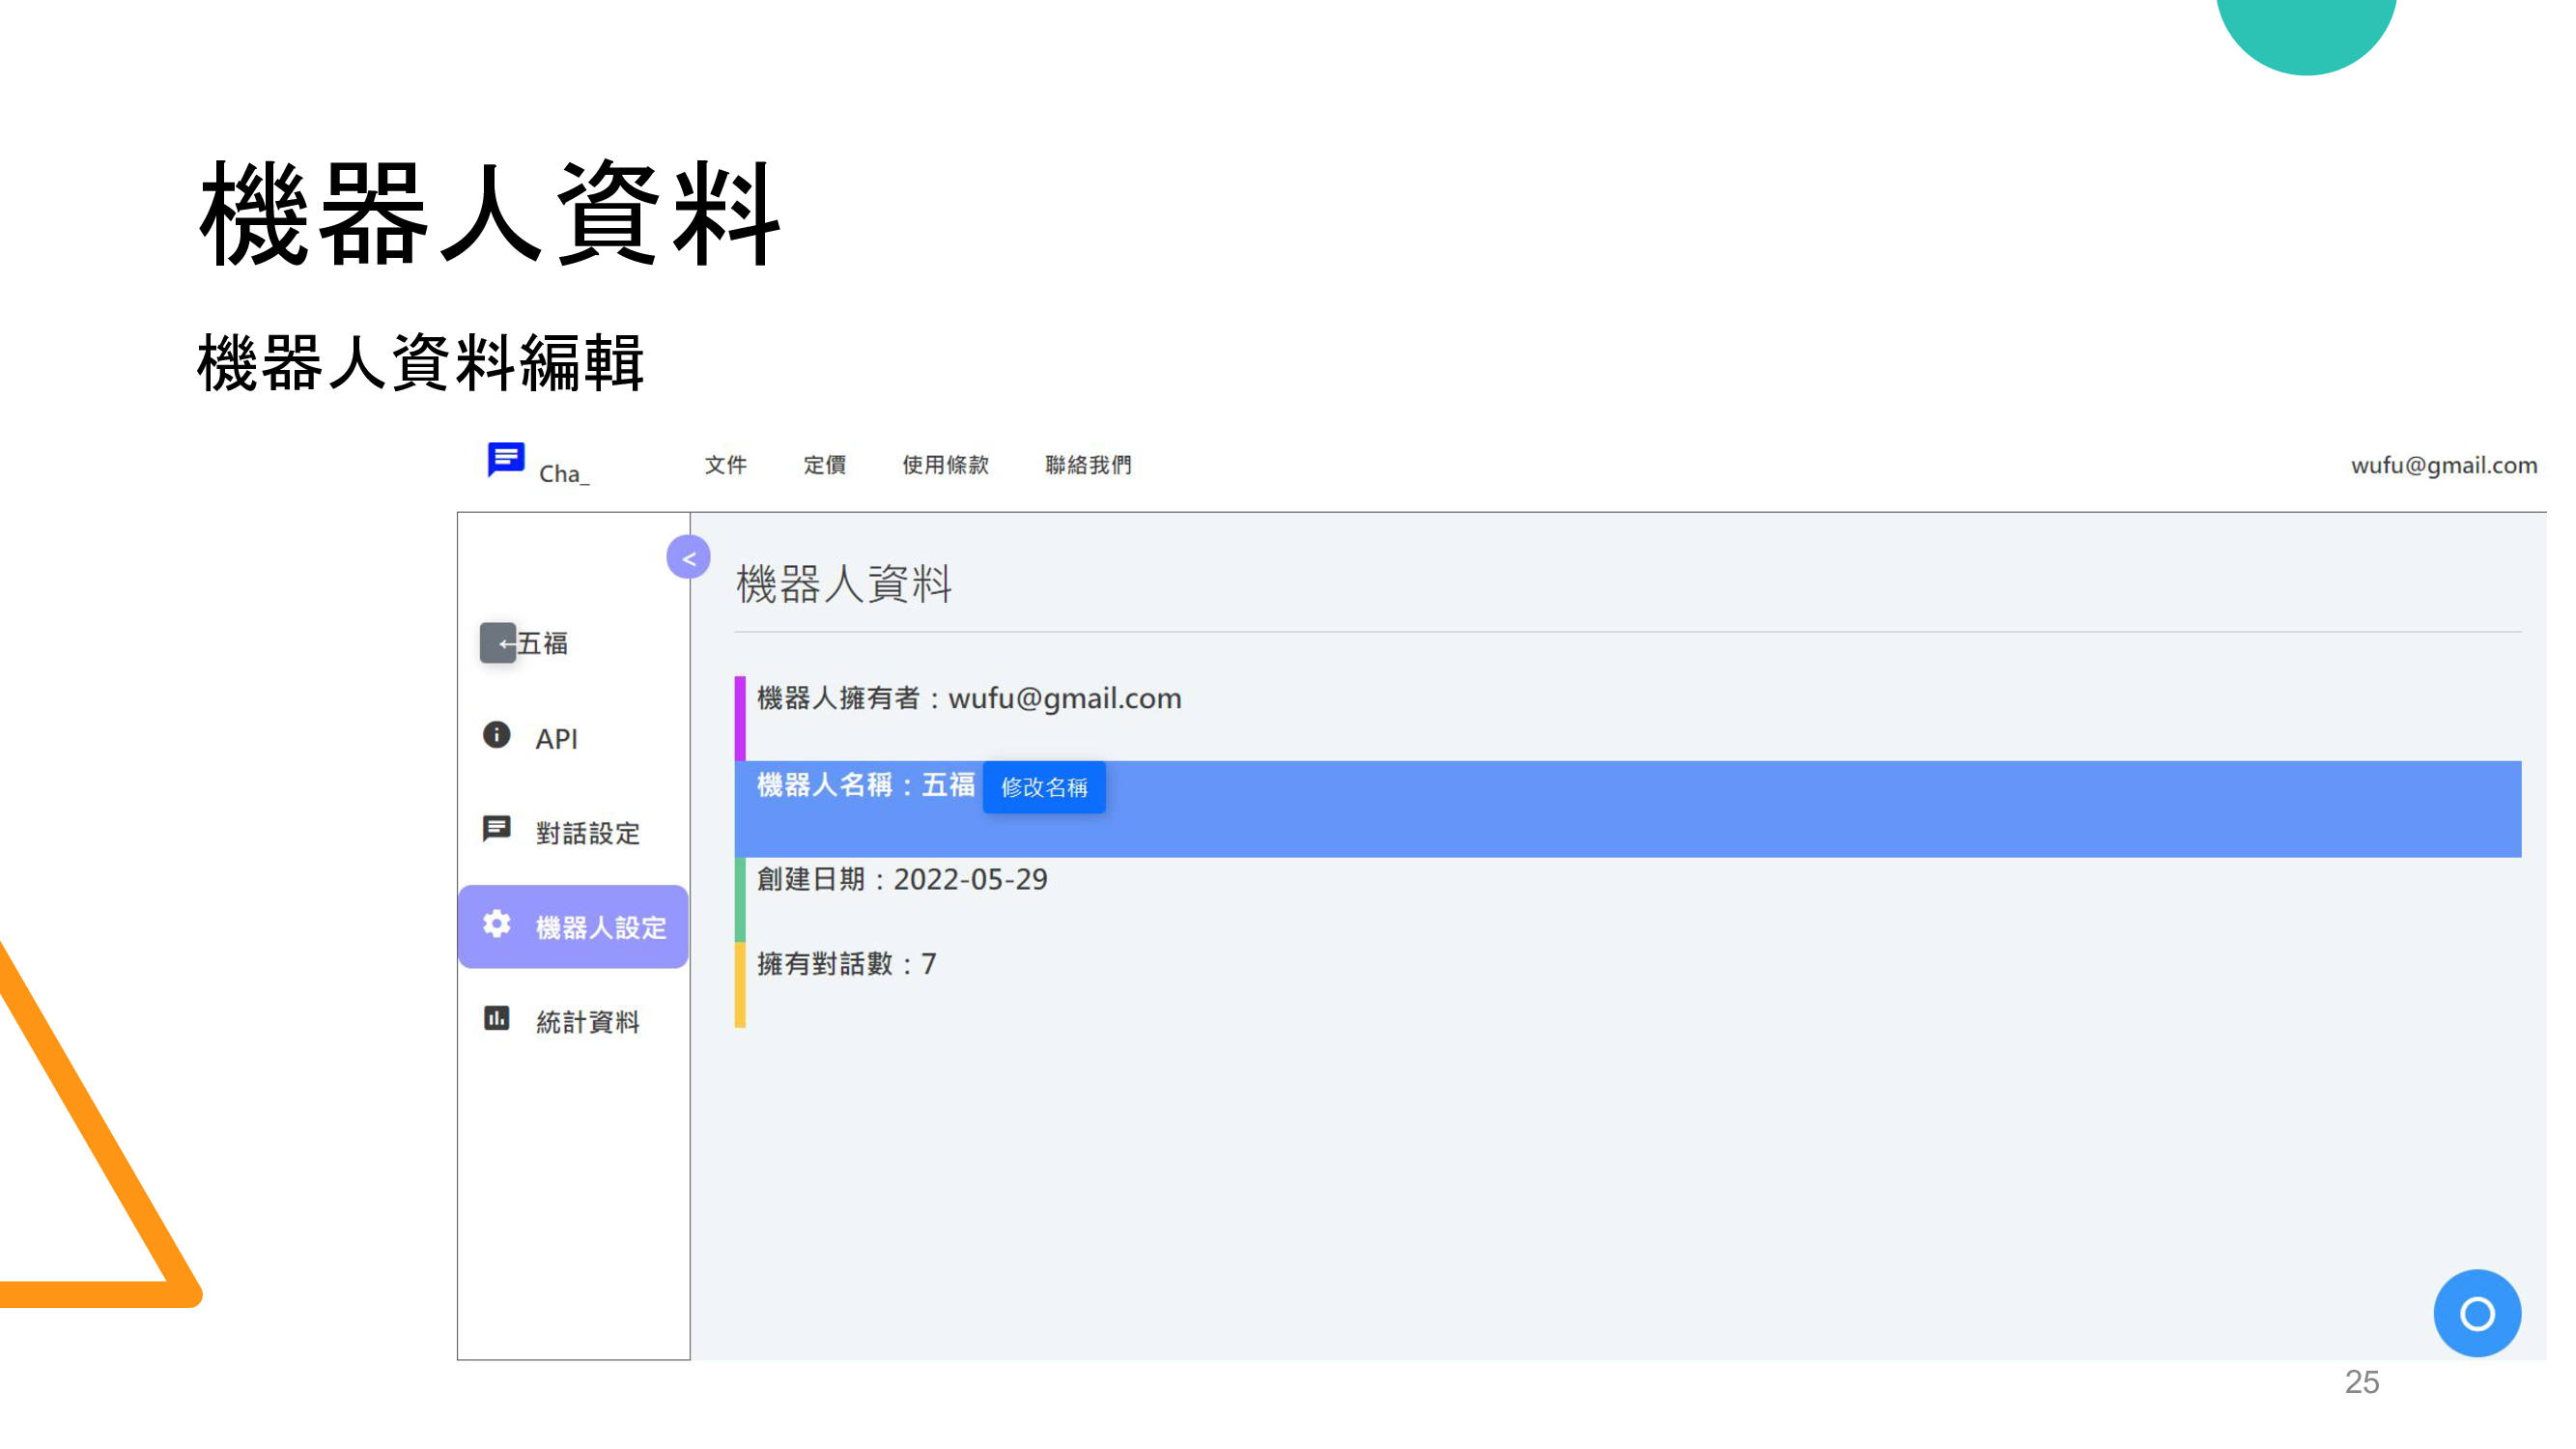 機器人資料
機器人資料編輯
Cha_
文件 定價 使用條款 聯絡我們
wufu@gmail.com
<
←五福
API
對話設定
機器人設定
統計資料
機器人資料
機器人擁有者：wufu@gmail.com
機器人名稱：五福 修改名稱
創建日期：2022-05-29
擁有對話數：7
25